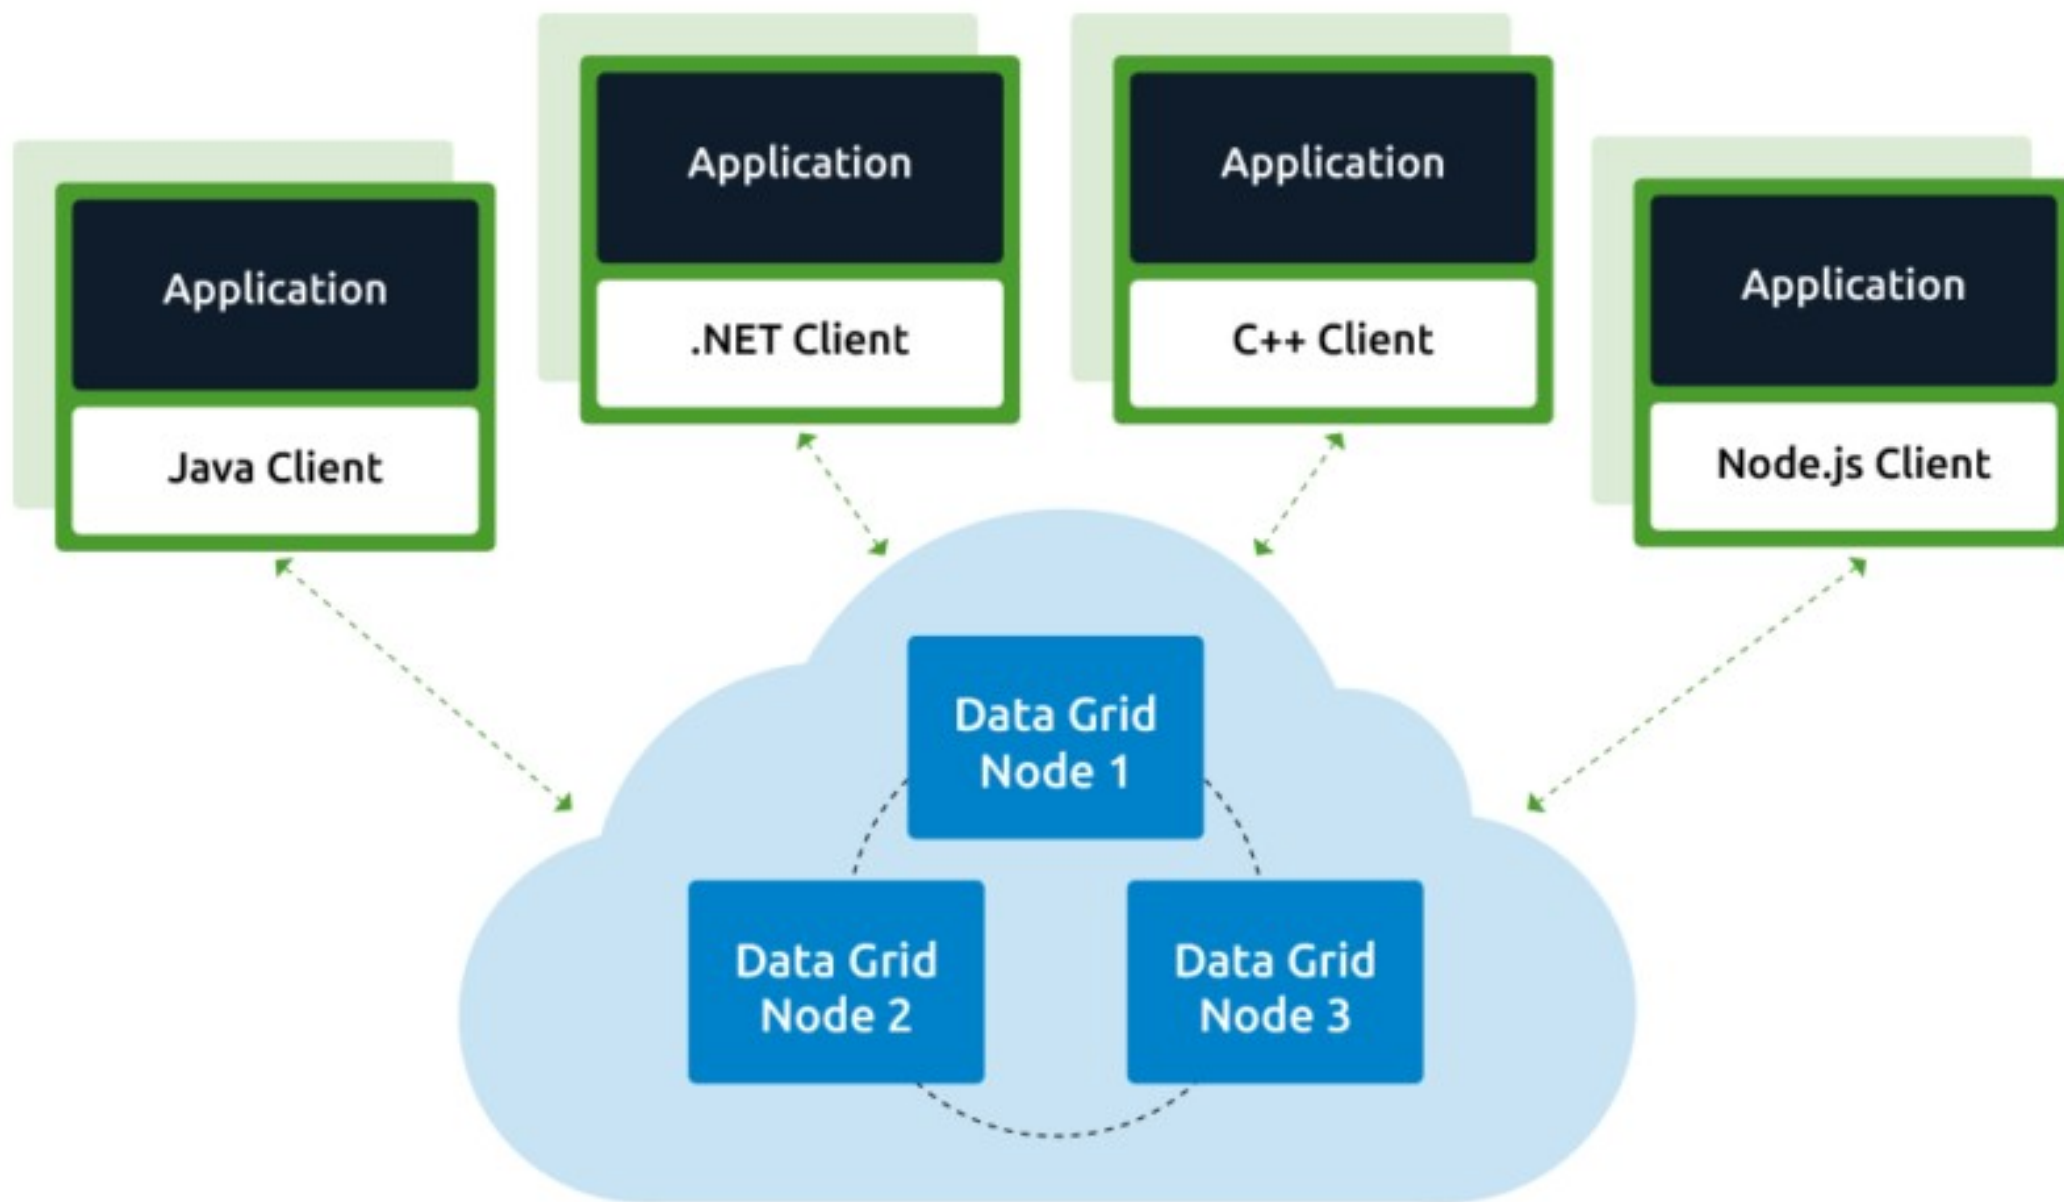 Application
Java Client
Application
.NET Client
Application
C++ Client
Application
Node.js Client
Data Grid
Node 1
Data Grid
Node 2
Data Grid
Node 3